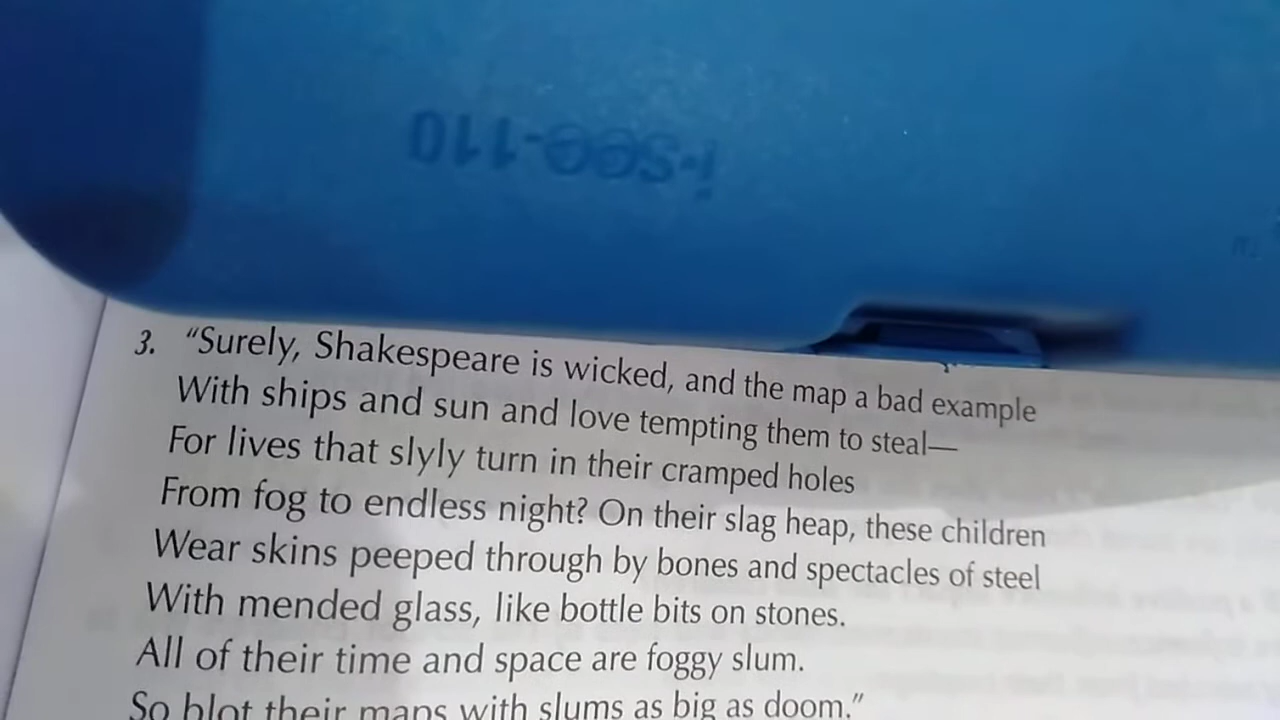 i-see-110
3. "Surely, Shakespeare is wicked, and the map a bad example
With ships and sun and love tempting them to steal—
For lives that slyly turn in their cramped holes
From fog to endless night? On their slag heap, these children
Wear skins peeped through by bones and spectacles of steel
With mended glass, like bottle bits on stones.
All of their time and space are foggy slum.
So blot their maps with slums as big as doom."